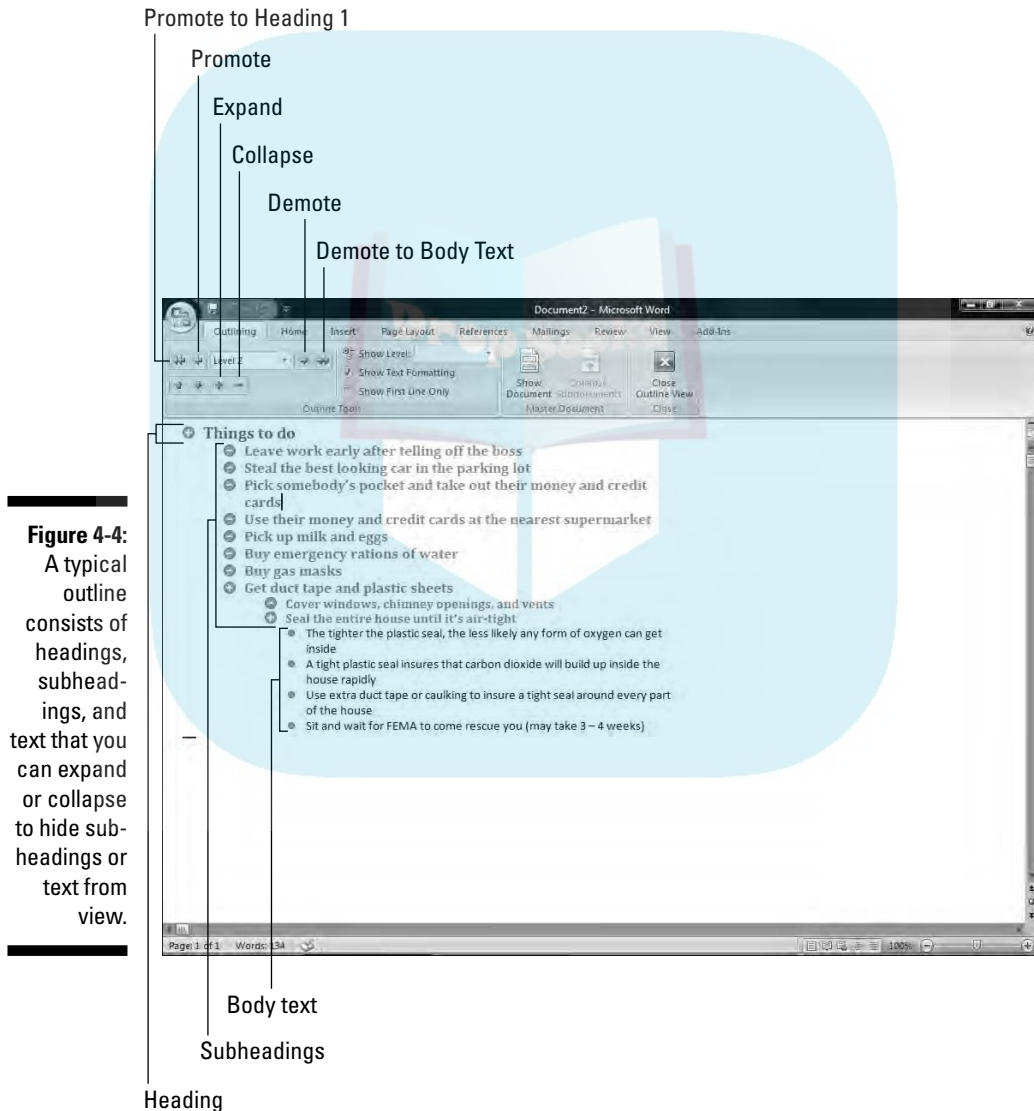 Promote to Heading 1
Promote
Expand
Collapse
Demote
Demote to Body Text
Document2 - Microsoft Word
Outlining Home Insert Page Layout References Mailings Review View Add-Ins
Level 2
Show Level:
Show Text Formatting
Show First Line Only
Show Document
Subdocuments
Close Outline View
Outline Tools
Master Document
Close
Things to do
Leave work early after telling off the boss
Steal the best looking car in the parking lot
Pick somebody's pocket and take out their money and credit
cards
Use their money and credit cards at the nearest supermarket
Pick up milk and eggs
Buy emergency rations of water
Buy gas masks
Get duct tape and plastic sheets
Cover windows, chimney openings, and vents
Seal the entire house until it's air-tight
The tighter the plastic seal, the less likely any form of oxygen can get
inside
A tight plastic seal insures that carbon dioxide will build up inside the
house rapidly
Use extra duct tape or caulking to insure a tight seal around every part
of the house
Sit and wait for FEMA to come rescue you (may take 3 – 4 weeks)
Figure 4-4:
A typical
outline
consists of
headings,
subhead-
ings, and
text that you
can expand
or collapse
to hide sub-
headings or
text from
view.
Page: 1 of 1 Words: 134
100%
Body text
Subheadings
Heading